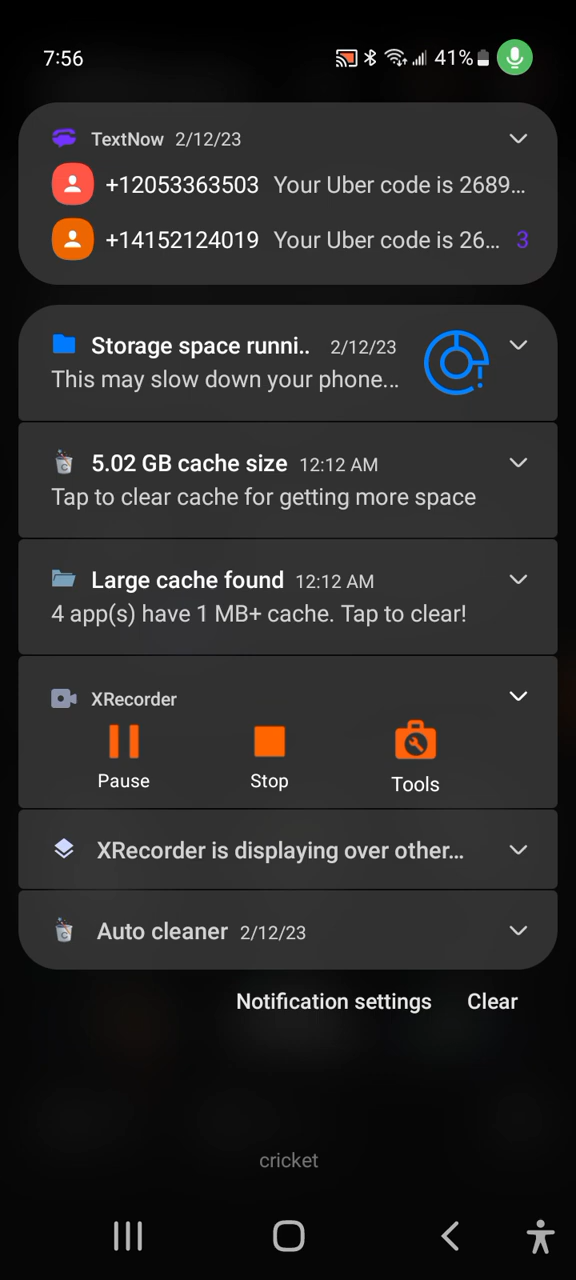 7:56 41%
TextNow 2/12/23
+12053363503 Your Uber code is 2689...
+14152124019 Your Uber code is 26... 3
Storage space runni.. 2/12/23
This may slow down your phone...
5.02 GB cache size 12:12 AM
Tap to clear cache for getting more space
Large cache found 12:12 AM
4 app(s) have 1 MB+ cache. Tap to clear!
XRecorder
Pause Stop Tools
XRecorder is displaying over other...
Auto cleaner 2/12/23
Notification settings Clear
cricket